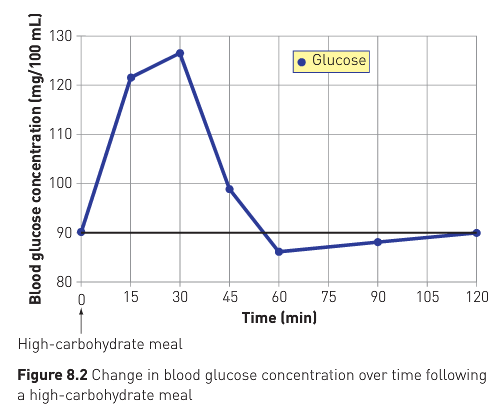 Blood glucose concentration (mg/100 mL)
130
120
110
100
90
80
Glucose
0 15 30 45 60 75 90 105 120
Time (min)
High-carbohydrate meal
Figure 8.2 Change in blood glucose concentration over time following
a high-carbohydrate meal